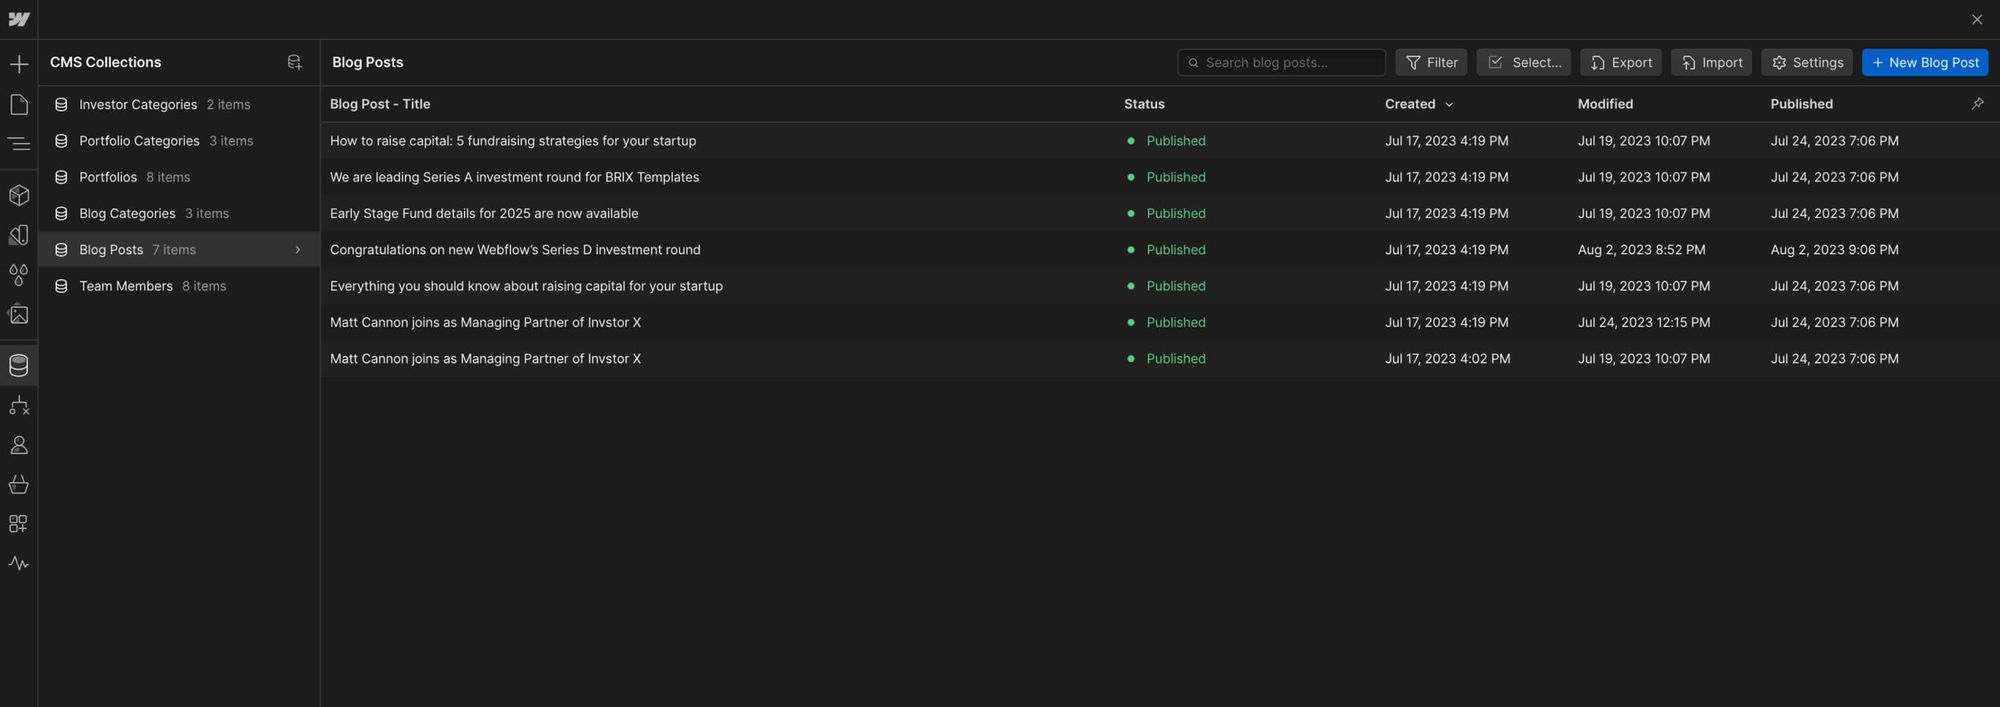 CMS Collections
Blog Posts
Search blog posts...
Filter
Select...
Export
Import
Settings
+ New Blog Post
Investor Categories 2 items
Portfolio Categories 3 items
Portfolios 8 items
Blog Categories 3 items
Blog Posts 7 items
Team Members 8 items
Blog Post - Title Status Created Modified Published
How to raise capital: 5 fundraising strategies for your startup Published Jul 17, 2023 4:19 PM Jul 19, 2023 10:07 PM Jul 24, 2023 7:06 PM
We are leading Series A investment round for BRIX Templates Published Jul 17, 2023 4:19 PM Jul 19, 2023 10:07 PM Jul 24, 2023 7:06 PM
Early Stage Fund details for 2025 are now available Published Jul 17, 2023 4:19 PM Jul 19, 2023 10:07 PM Jul 24, 2023 7:06 PM
Congratulations on new Webflow’s Series D investment round Published Jul 17, 2023 4:19 PM Aug 2, 2023 8:52 PM Aug 2, 2023 9:06 PM
Everything you should know about raising capital for your startup Published Jul 17, 2023 4:19 PM Jul 19, 2023 10:07 PM Jul 24, 2023 7:06 PM
Matt Cannon joins as Managing Partner of Invstor X Published Jul 17, 2023 4:19 PM Jul 24, 2023 12:15 PM Jul 24, 2023 7:06 PM
Matt Cannon joins as Managing Partner of Invstor X Published Jul 17, 2023 4:02 PM Jul 19, 2023 10:07 PM Jul 24, 2023 7:06 PM